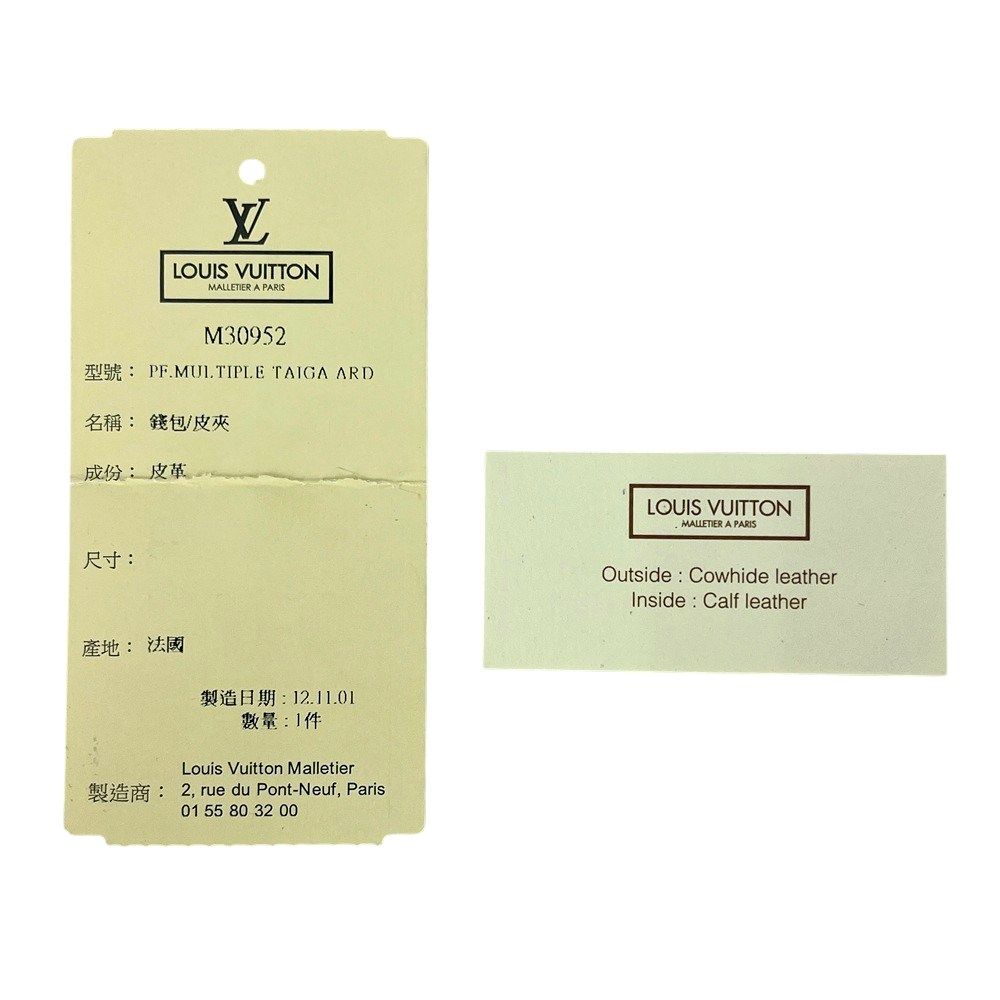 LV
LOUIS VUITTON
MALLETIER A PARIS
M30952
型號： PF.MULTIPLE TAIGA ARD
名稱： 錢包/皮夾
成份： 皮革
尺寸：
產地： 法國
製造日期 : 12.11.01
數量 : 1件
製造商： Louis Vuitton Malletier
2, rue du Pont-Neuf, Paris
01 55 80 32 00
LOUIS VUITTON
MALLETIER A PARIS
Outside : Cowhide leather
Inside : Calf leather